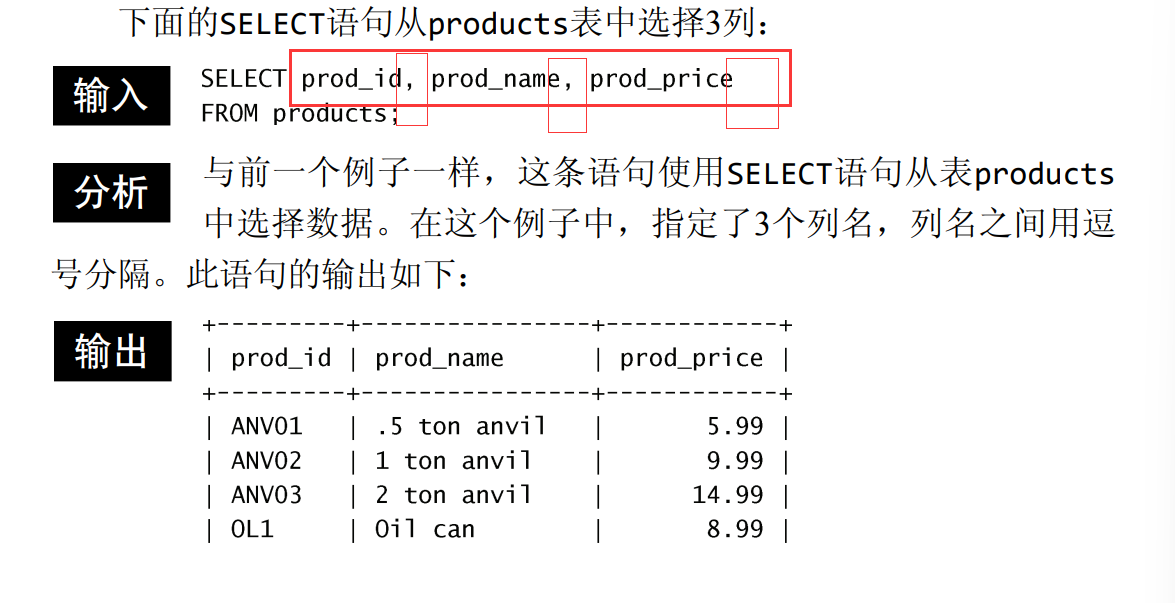 下面的SELECT语句从products表中选择3列：
输入
SELECT prod_id, prod_name, prod_price
FROM products;
分析
与前一个例子一样，这条语句使用SELECT语句从表products
中选择数据。在这个例子中，指定了3个列名，列名之间用逗
号分隔。此语句的输出如下：
输出
+---------+----------------+------------+
| prod_id | prod_name      | prod_price |
+---------+----------------+------------+
| ANV01   | .5 ton anvil   |       5.99 |
| ANV02   | 1 ton anvil    |       9.99 |
| ANV03   | 2 ton anvil    |      14.99 |
| OL1     | Oil can        |       8.99 |